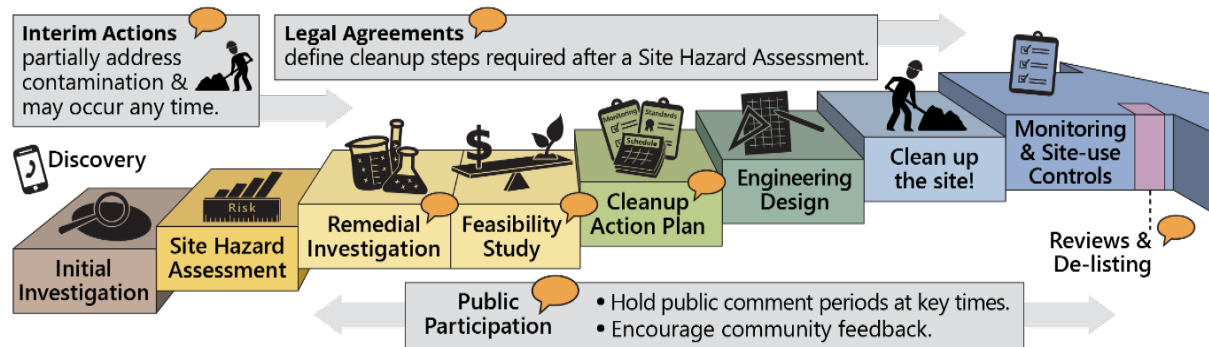 Interim Actions
partially address
contamination &
may occur any time.
Legal Agreements
define cleanup steps required after a Site Hazard Assessment.
Discovery
Initial
Investigation
Risk
Site Hazard
Assessment
Remedial
Investigation
$
Feasibility
Study
Monitoring
Standards
Schedule
Cleanup
Action Plan
Engineering
Design
Clean up
the site!
Monitoring
& Site-use
Controls
Reviews &
De-listing
Public
Participation
• Hold public comment periods at key times.
• Encourage community feedback.